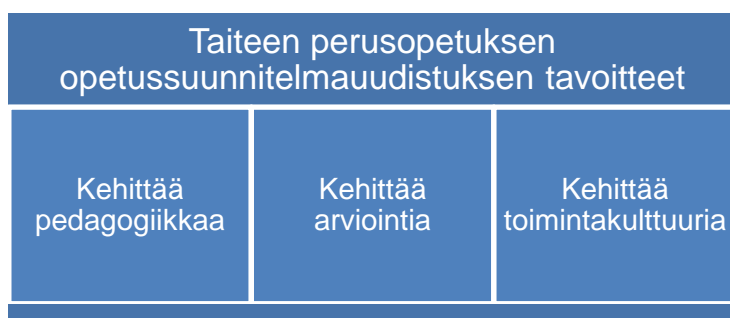 Taiteen perusopetuksen
opetussuunnitelmauudistuksen tavoitteet
Kehittää
pedagogiikkaa
Kehittää
arviointia
Kehittää
toimintakulttuuria